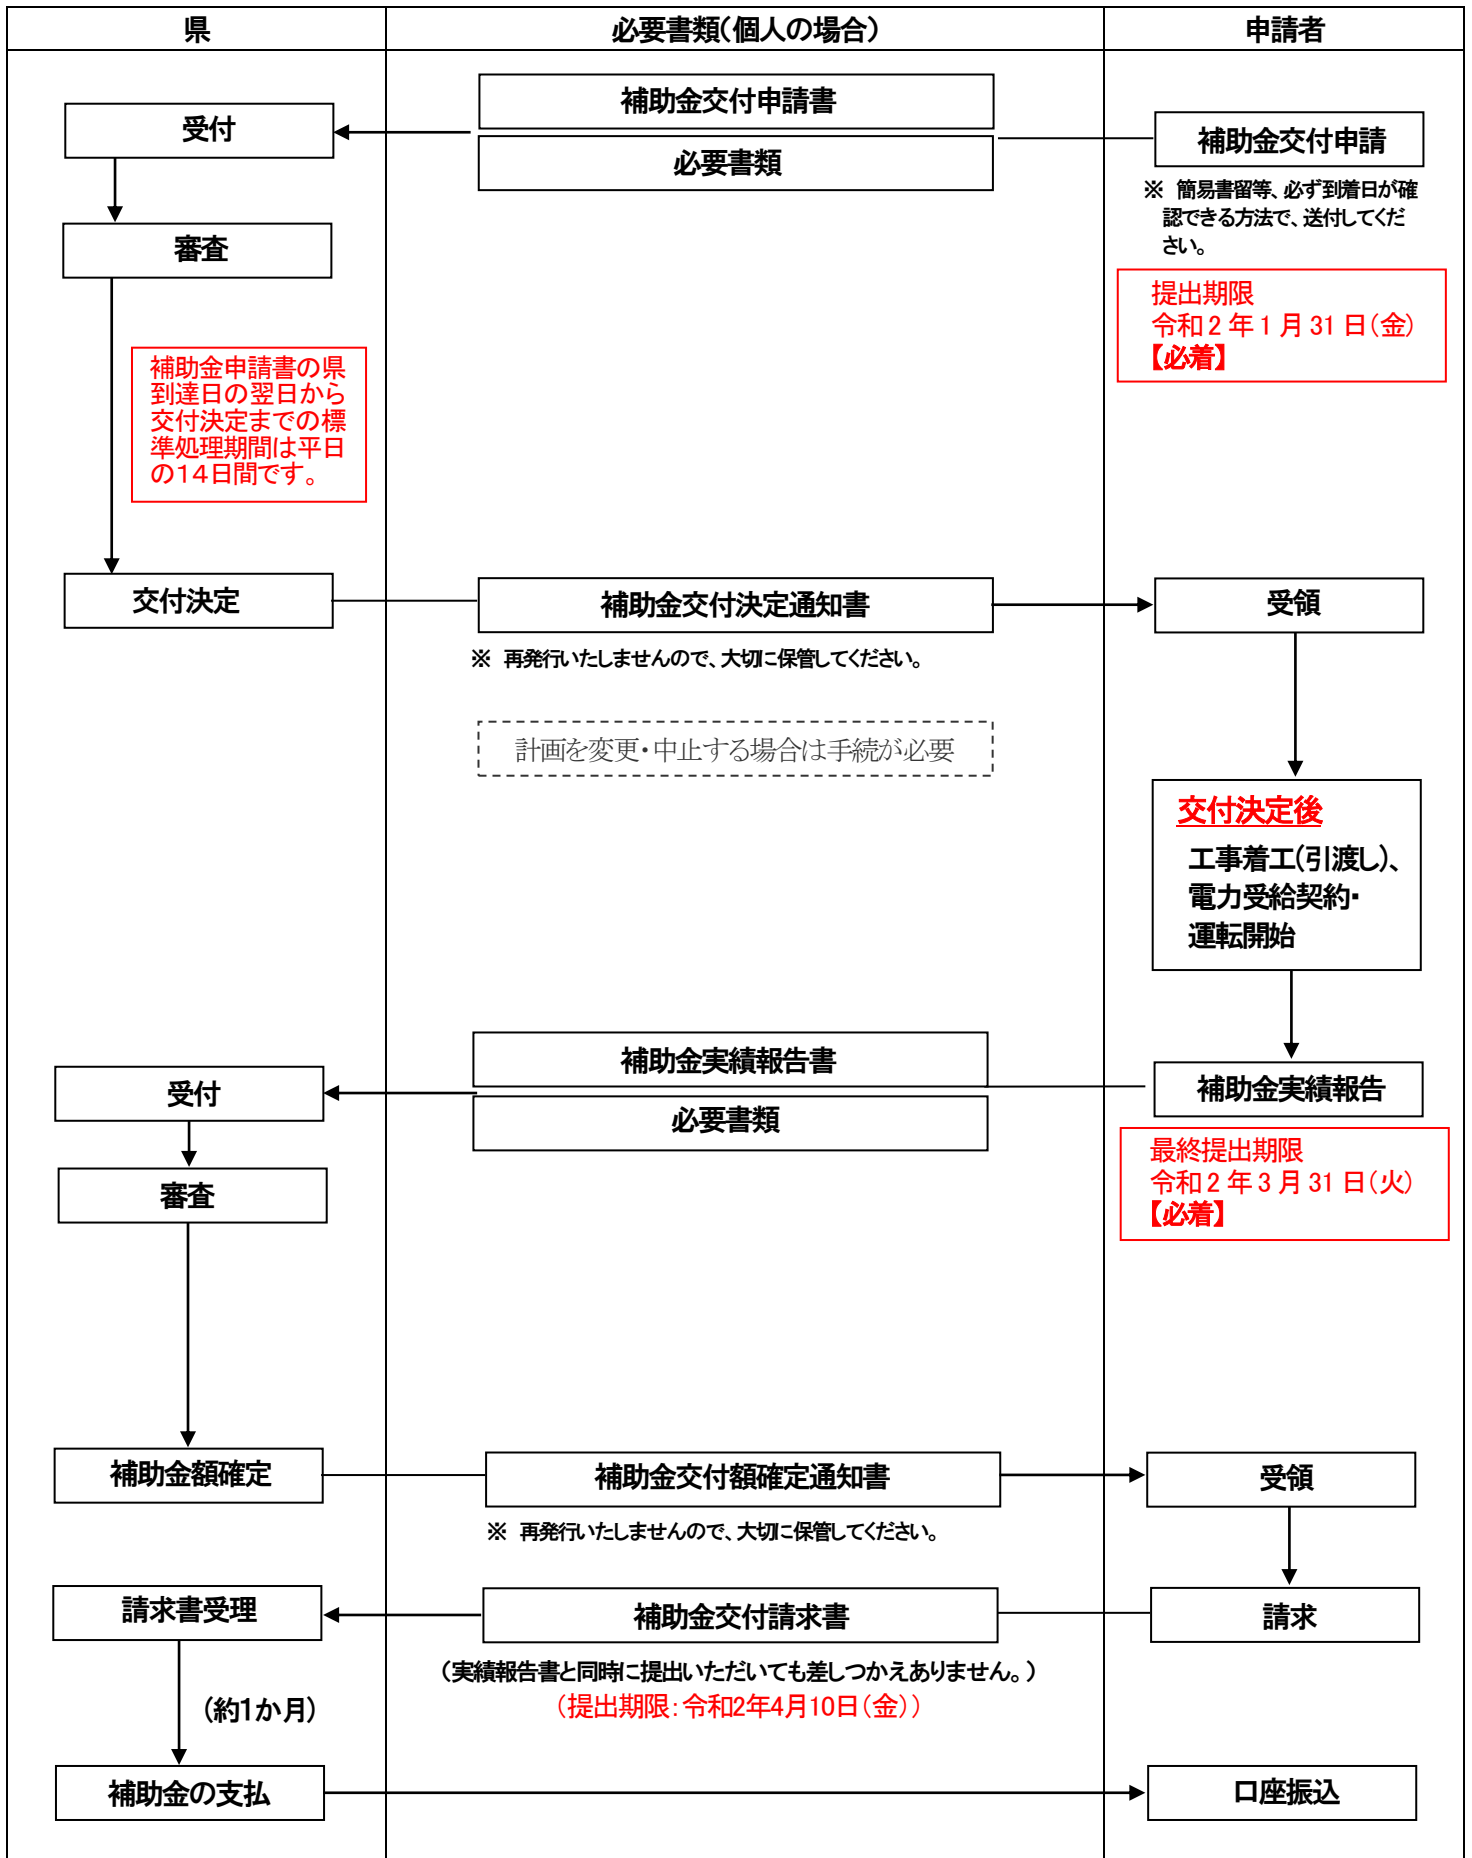 県
必要書類（個人の場合）
申請者
補助金交付申請書
受付
補助金交付申請
必要書類
※ 簡易書留等、必ず到着日が確
認できる方法で、送付してくだ
さい。
審査
提出期限
令和2年1月31日（金）
【必着】
補助金申請書の県
到達日の翌日から
交付決定までの標
準処理期間は平日
の14日間です。
交付決定
補助金交付決定通知書
受領
※ 再発行いたしませんので、大切に保管してください。
計画を変更・中止する場合は手続が必要
交付決定後
工事着工(引渡し)、
電力受給契約・
運転開始
補助金実績報告書
受付
補助金実績報告
必要書類
最終提出期限
令和2年3月31日（火）
【必着】
審査
補助金額確定
補助金交付額確定通知書
受領
※ 再発行いたしませんので、大切に保管してください。
請求書受理
補助金交付請求書
請求
（実績報告書と同時に提出いただいても差しつかえありません。）
（提出期限：令和2年4月10日（金））
（約1か月）
補助金の支払
口座振込